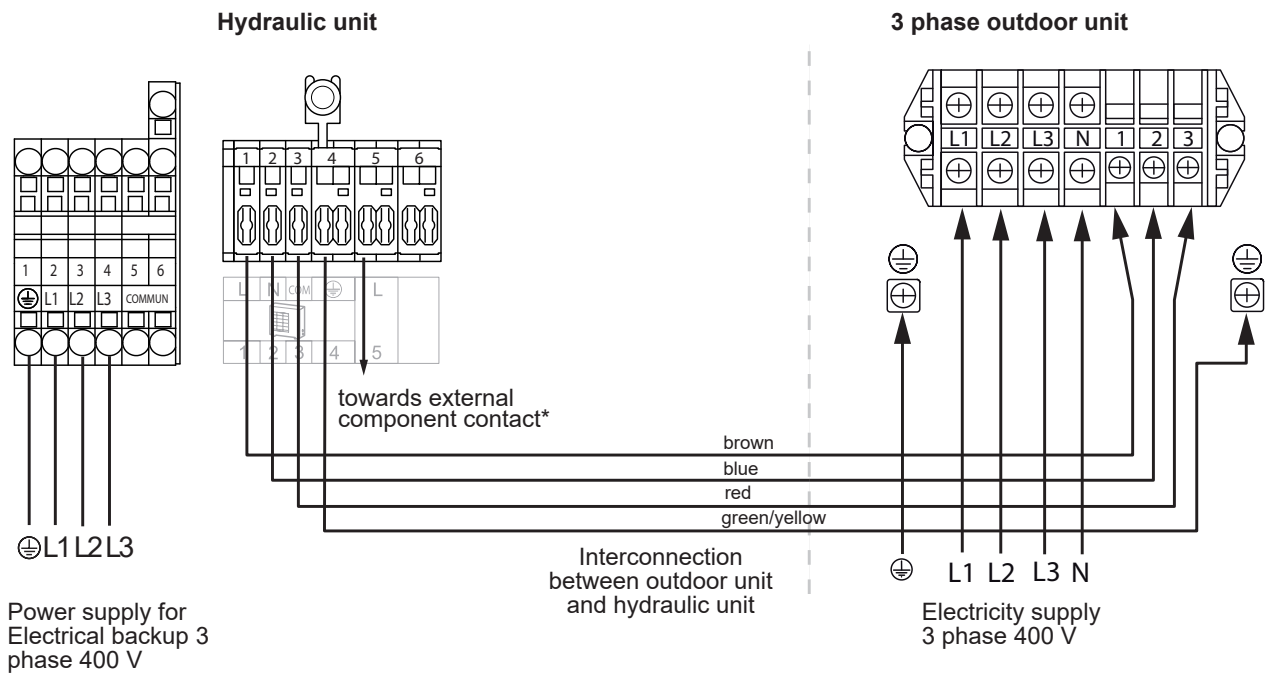 Hydraulic unit
3 phase outdoor unit
L1 L2 L3 N 1 2 3
1 2 3 4 5 6
1 2 3 4 5 6
L1 L2 L3 COMMUN
L N COM L
1 2 3 4 5
towards external
component contact*
brown
blue
red
green/yellow
L1 L2 L3
Interconnection
between outdoor unit
and hydraulic unit
L1 L2 L3 N
Power supply for
Electrical backup 3
phase 400 V
Electricity supply
3 phase 400 V